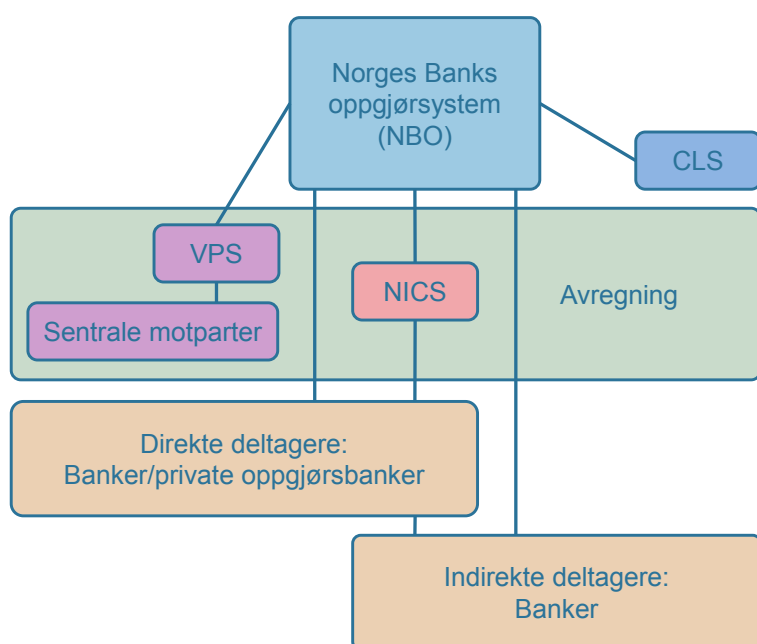 Norges Banks
oppgjørsystem
(NBO)
CLS
VPS
NICS
Avregning
Sentrale motparter
Direkte deltagere:
Banker/private oppgjørsbanker
Indirekte deltagere:
Banker